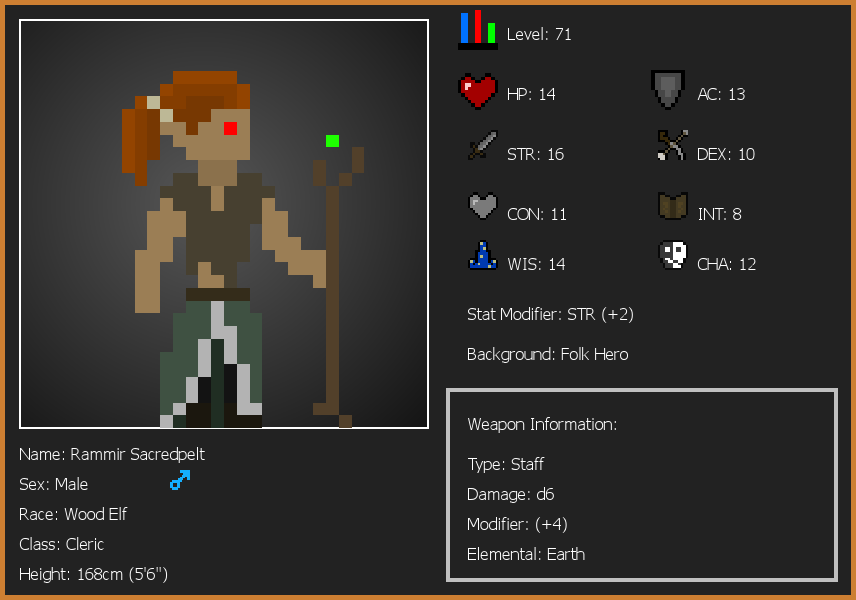 Level: 71
HP: 14
AC: 13
STR: 16
DEX: 10
CON: 11
INT: 8
WIS: 14
CHA: 12
Stat Modifier: STR (+2)
Background: Folk Hero
Weapon Information:
Type: Staff
Damage: d6
Modifier: (+4)
Elemental: Earth
Name: Rammir Sacredpelt
Sex: Male
Race: Wood Elf
Class: Cleric
Height: 168cm (5'6")